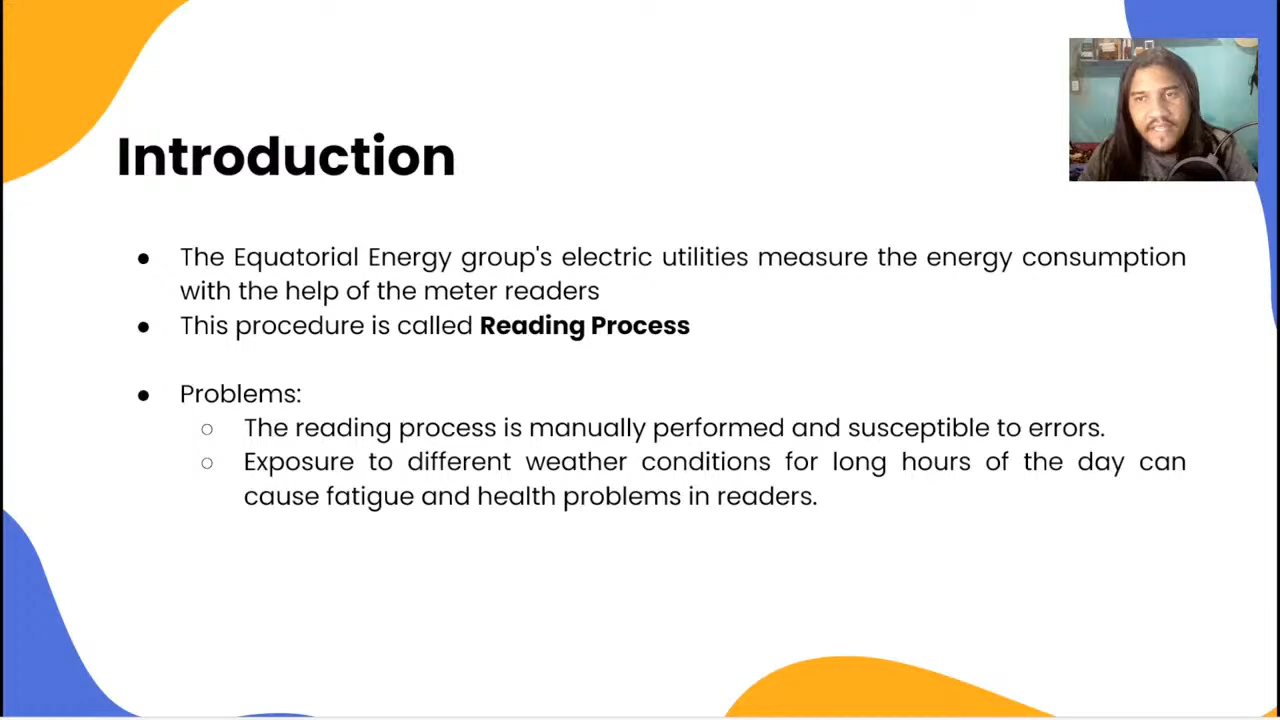 Introduction
● The Equatorial Energy group's electric utilities measure the energy consumption
with the help of the meter readers
● This procedure is called Reading Process
● Problems:
○ The reading process is manually performed and susceptible to errors.
○ Exposure to different weather conditions for long hours of the day can
cause fatigue and health problems in readers.